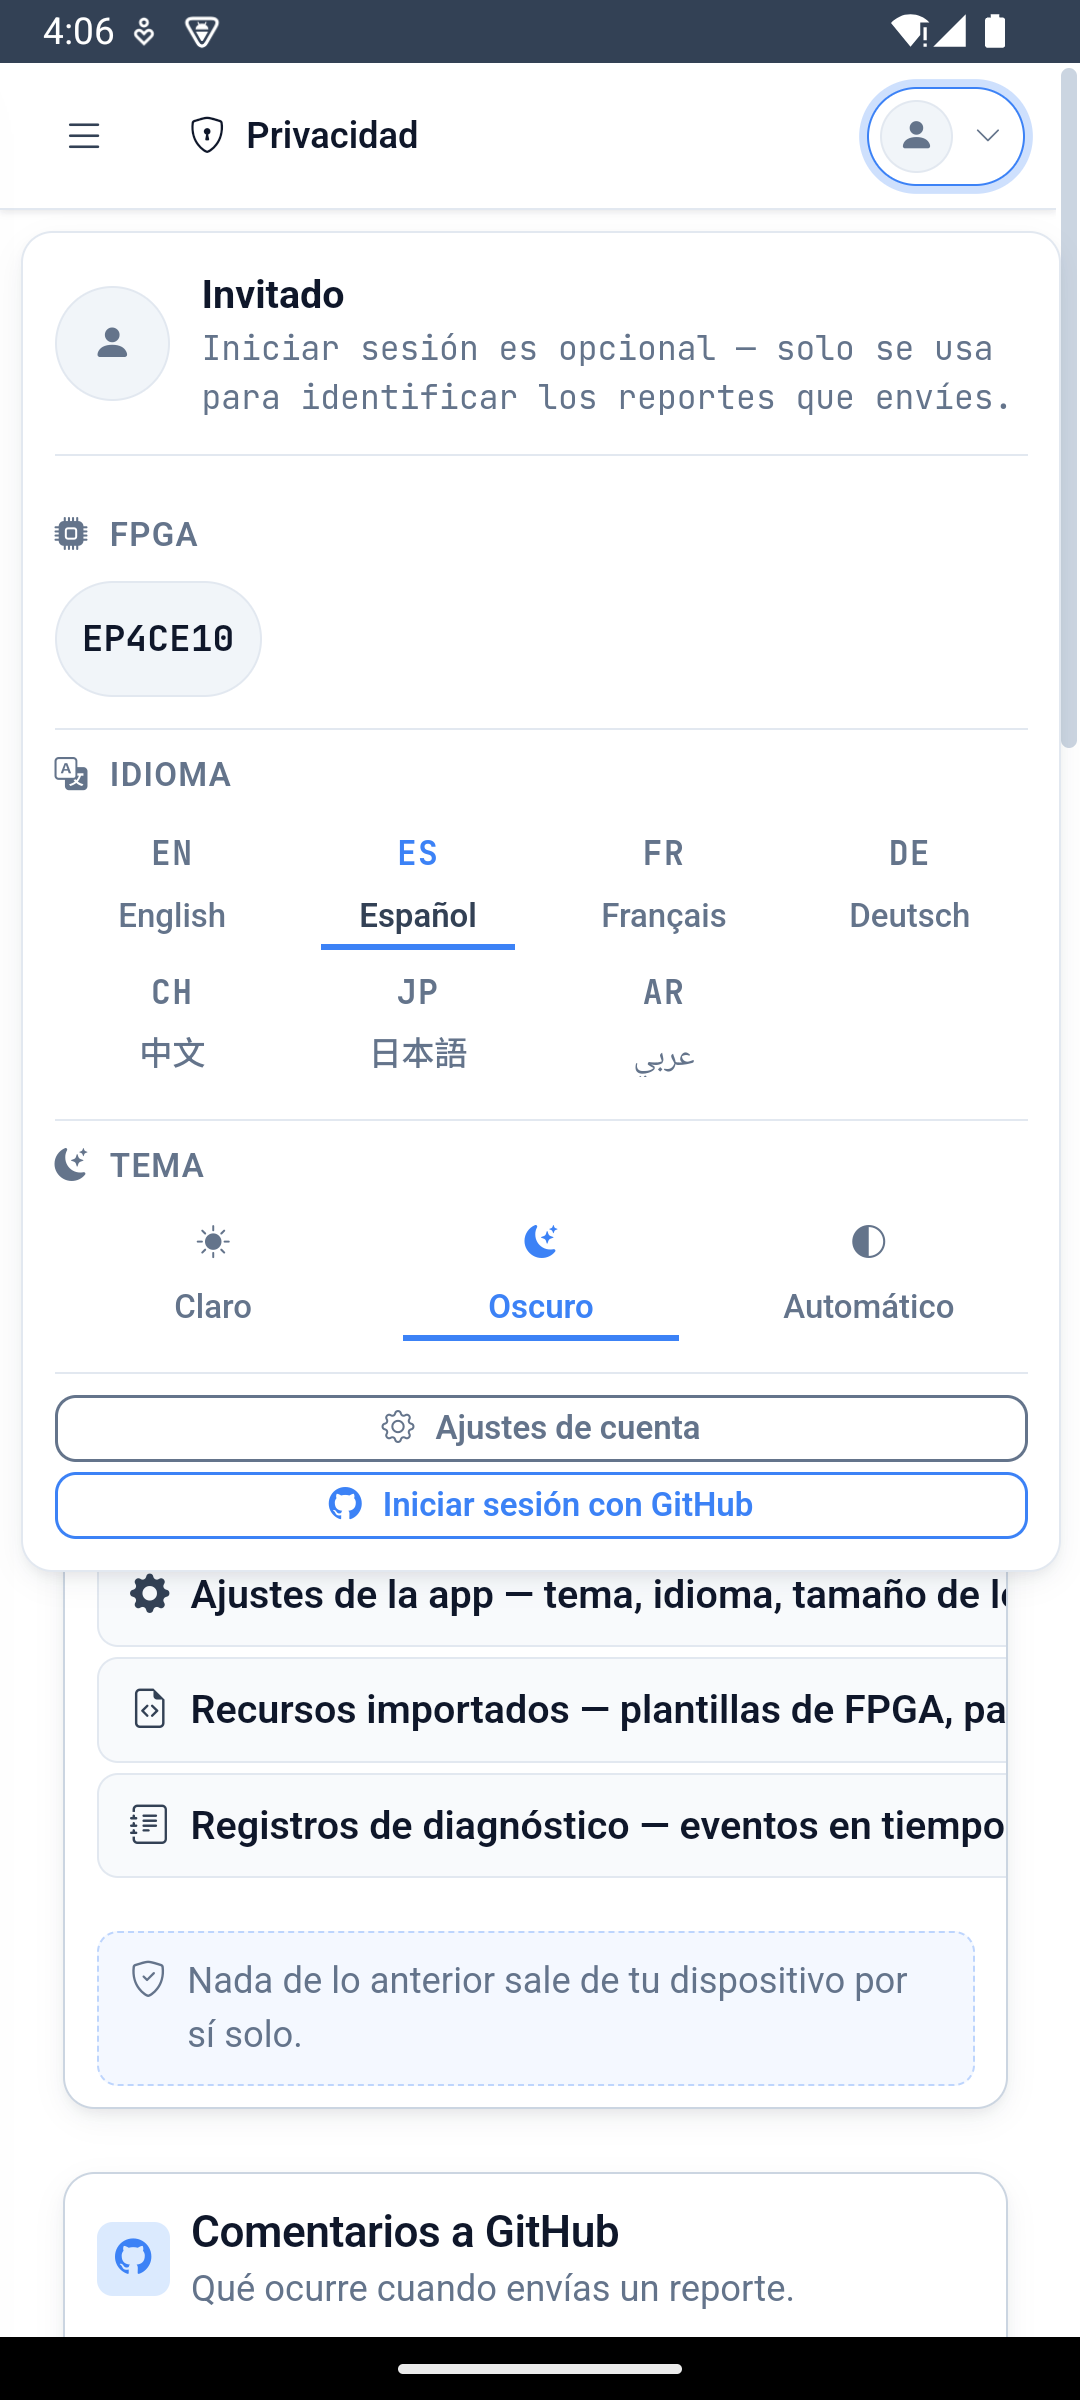 4:06
Privacidad
Invitado
Iniciar sesión es opcional — solo se usa
para identificar los reportes que envíes.
FPGA
EP4CE10
IDIOMA
EN ES FR DE
English Español Français Deutsch
CH JP AR
中文 日本語 عربي
TEMA
Claro Oscuro Automático
Ajustes de cuenta
Iniciar sesión con GitHub
Ajustes de la app — tema, idioma, tamaño de
Recursos importados — plantillas de FPGA, pa
Registros de diagnóstico — eventos en tiempo
Nada de lo anterior sale de tu dispositivo por
sí solo.
Comentarios a GitHub
Qué ocurre cuando envías un reporte.